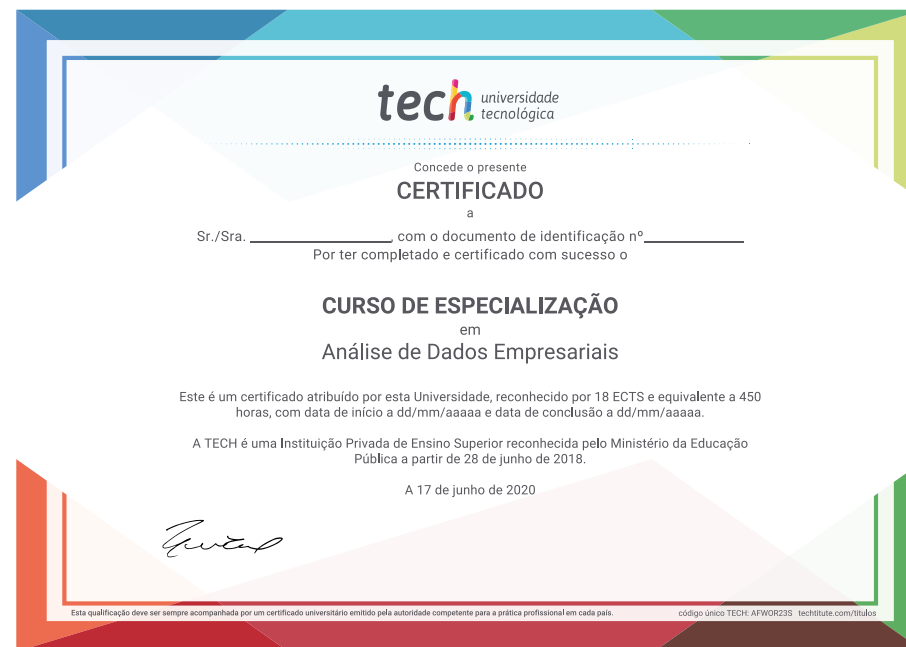 tech universidade
tecnológica
Concede o presente
CERTIFICADO
a
Sr./Sra. ________________, com o documento de identificação nº____________
Por ter completado e certificado com sucesso o
CURSO DE ESPECIALIZAÇÃO
em
Análise de Dados Empresariais
Este é um certificado atribuído por esta Universidade, reconhecido por 18 ECTS e equivalente a 450
horas, com data de início a dd/mm/aaaaa e data de conclusão a dd/mm/aaaaa.
A TECH é uma Instituição Privada de Ensino Superior reconhecida pelo Ministério da Educação
Pública a partir de 28 de junho de 2018.
A 17 de junho de 2020
Esta qualificação deve ser sempre acompanhada por um certificado universitário emitido pela autoridade competente para a prática profissional em cada país.
código único TECH: AFWOR23S techtitute.com/titulos